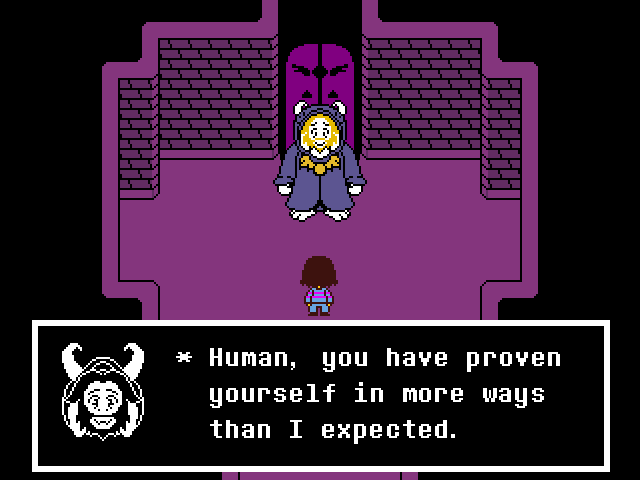 * Human, you have proven
yourself in more ways
than I expected.